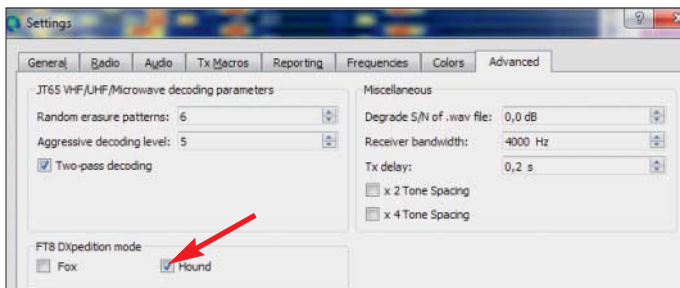 Settings
General Radio Audio Tx Macros Reporting Frequencies Colors Advanced
JT65 VHF/UHF/Microwave decoding parameters
Random erasure patterns: 6
Aggressive decoding level: 5
Two-pass decoding
Miscellaneous
Degrade S/N of .wav file: 0,0 dB
Receiver bandwidth: 4000 Hz
Tx delay: 0,2 s
x 2 Tone Spacing
x 4 Tone Spacing
FT8 DXpedition mode
Fox Hound